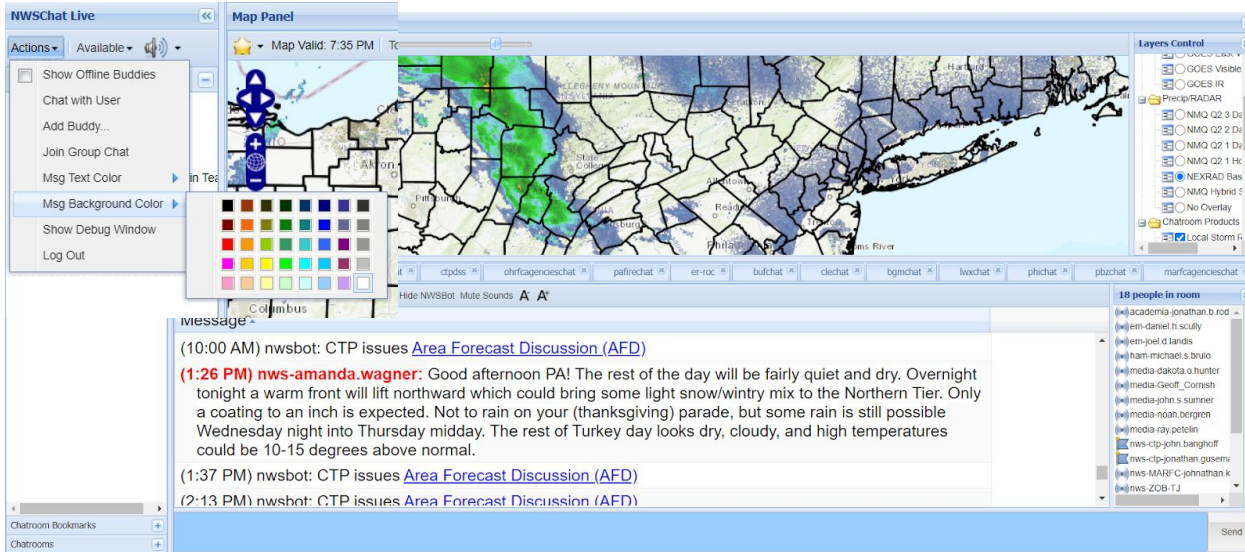 NWSChat Live
Map Panel
Actions
Available
Map Valid: 7:35 PM
Show Offline Buddies
Chat with User
Add Buddy...
Join Group Chat
Msg Text Color
Msg Background Color
Show Debug Window
Log Out
Akron
Pittsburgh
Columbus
State College
Allentown
Philadel
ms River
Hartford
Layers Control
GOES Visible
GOES IR
Precip/RADAR
NMQ Q2 3 Da
NMQ Q2 2 Da
NMQ Q2 1 Da
NMQ Q2 1 Ho
NEXRAD Bas
NMQ Hybrid S
No Overlay
Chatroom Products
Local Storm R
ctpdss
ohrfcagencieschat
pafirechat
er-roc
bufchat
clechat
bgmchat
lwxchat
phichat
pbzchat
marfcagencieschat
Hide NWSBot Mute Sounds A- A+
Message
(10:00 AM) nwsbot: CTP issues Area Forecast Discussion (AFD)
(1:26 PM) nws-amanda.wagner: Good afternoon PA! The rest of the day will be fairly quiet and dry. Overnight
tonight a warm front will lift northward which could bring some light snow/wintry mix to the Northern Tier. Only
a coating to an inch is expected. Not to rain on your (thanksgiving) parade, but some rain is still possible
Wednesday night into Thursday midday. The rest of Turkey day looks dry, cloudy, and high temperatures
could be 10-15 degrees above normal.
(1:37 PM) nwsbot: CTP issues Area Forecast Discussion (AFD)
(2:13 PM) nwsbot: CTP issues Area Forecast Discussion (AFD)
18 people in room
academia-jonathan.b.rod
em-daniel.h.scully
em-joel.d.landis
ham-michael.s.brulo
media-dakota.o.hunter
media-Geoff_Cornish
media-john.s.sumner
media-noah.bergren
media-ray.petelin
nws-ctp-john.banghoff
nws-ctp-jonathan.gusema
nws-MARFC-johnathan.k
nws-ZOB-TJ
Chatroom Bookmarks
Chatrooms
Send